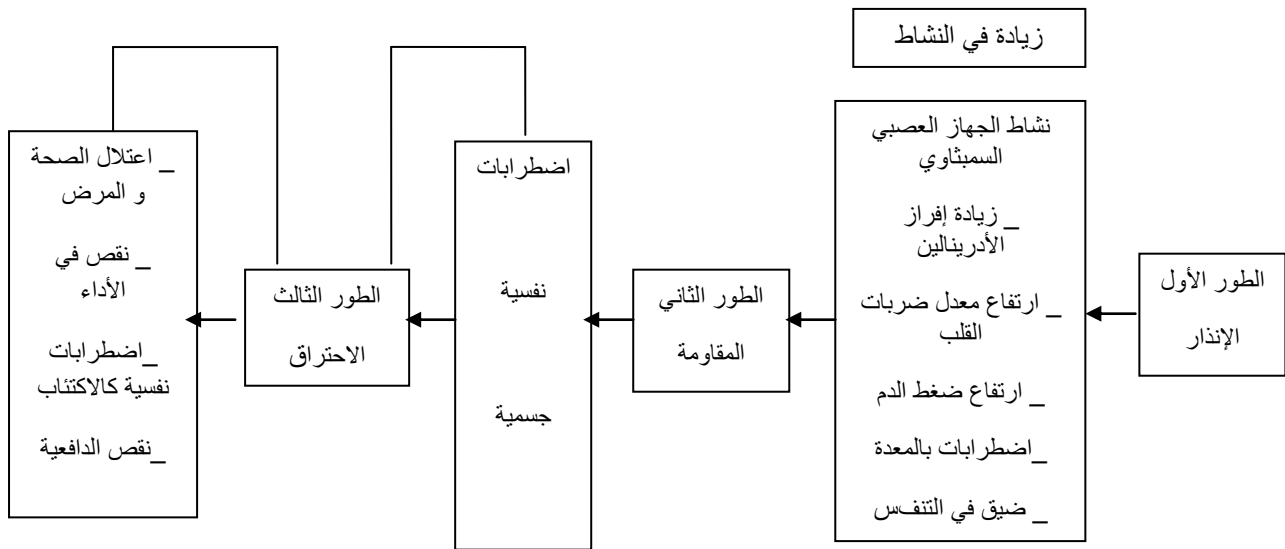 زيادة في النشاط
الطور الأول
الإنذار
نشاط الجهاز العصبي
السمبثاوي
_ زيادة إفراز
الأدرينالين
_ ارتفاع معدل ضربات
القلب
_ ارتفاع ضغط الدم
_اضطرابات بالمعدة
_ ضيق في التنفس
الطور الثاني
المقاومة
اضطرابات
نفسية
جسمية
الطور الثالث
الاحتراق
_ اعتلال الصحة
و المرض
_ نقص في
الأداء
_اضطرابات
نفسية كالاكتئاب
_نقص الدافعية